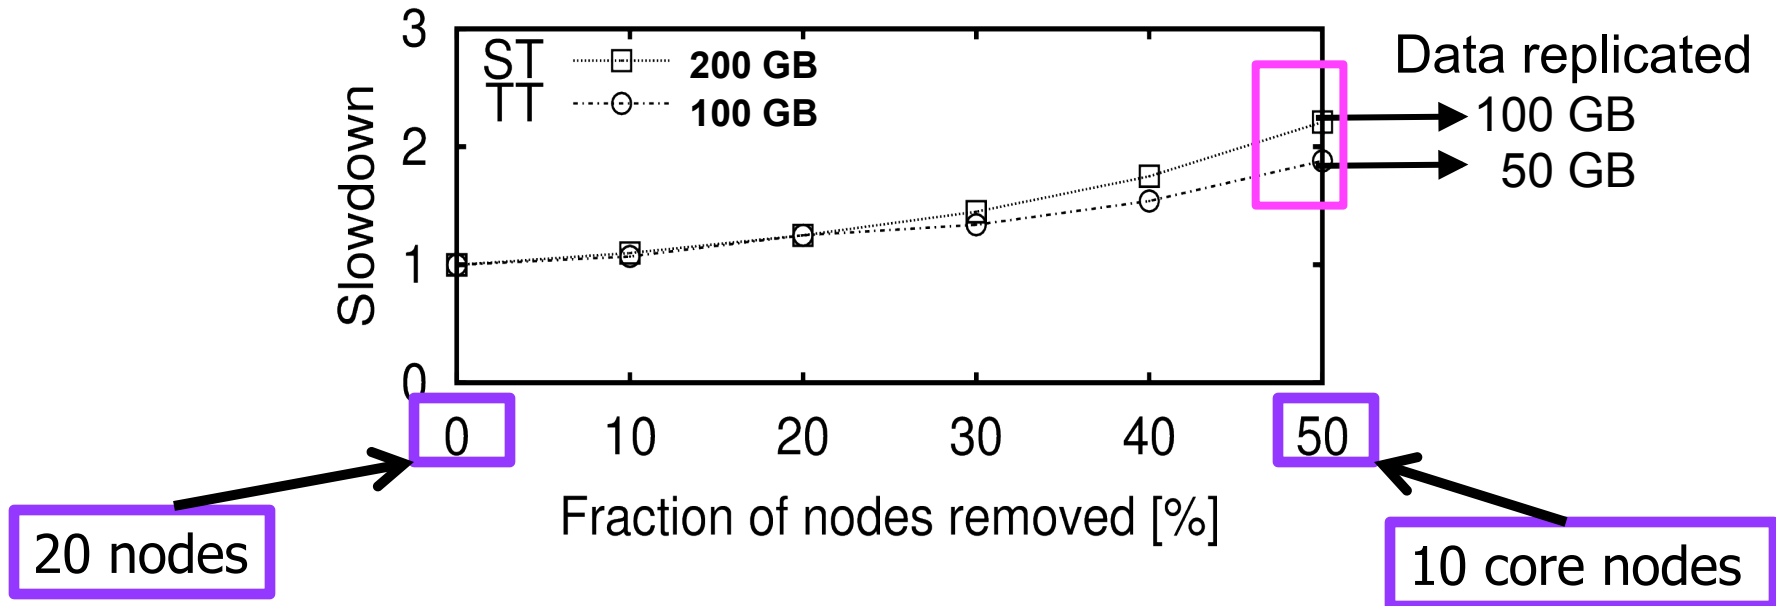 3
ST 200 GB
TT 100 GB
Data replicated
100 GB
2
50 GB
Slowdown
1
0
0 10 20 30 40 50
Fraction of nodes removed [%]
20 nodes
10 core nodes